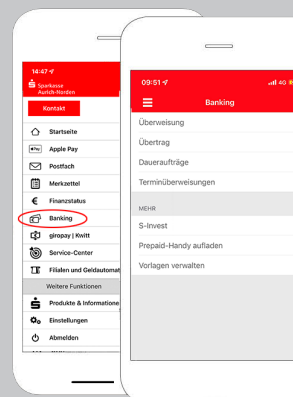 14:47
Sparkasse
Aurich-Norden
Kontakt
Startseite
Apple Pay
Postfach
Merkzettel
Finanzstatus
Banking
giropay | Kwitt
Service-Center
Filialen und Geldautomat
Weitere Funktionen
Produkte & Informatione
Einstellungen
Abmelden
09:51
4G
Banking
Überweisung
Übertrag
Daueraufträge
Terminüberweisungen
MEHR
S-Invest
Prepaid-Handy aufladen
Vorlagen verwalten